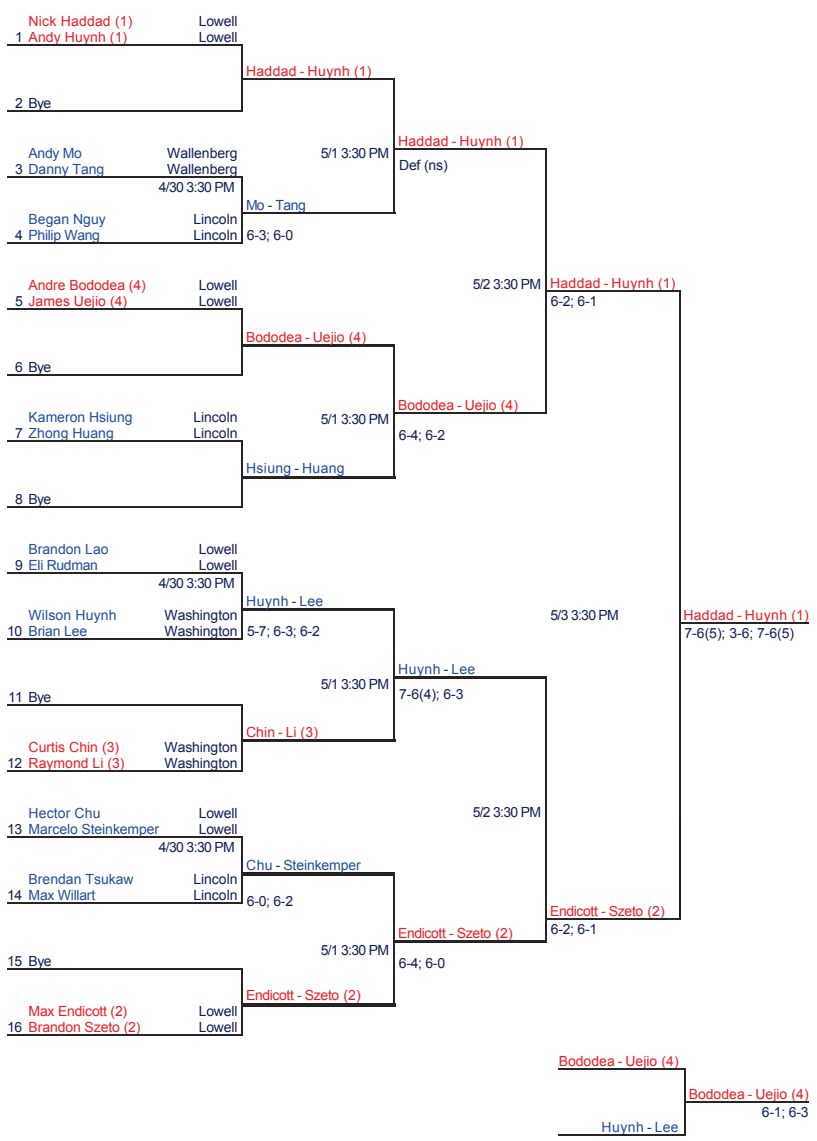 Nick Haddad (1) Lowell
1 Andy Huynh (1) Lowell
Haddad - Huynh (1)
2 Bye
Haddad - Huynh (1)
Andy Mo Wallenberg 5/1 3:30 PM
3 Danny Tang Wallenberg Def (ns)
4/30 3:30 PM
Mo - Tang
Began Nguy Lincoln
4 Philip Wang Lincoln 6-3; 6-0
Andre Bododea (4) Lowell 5/2 3:30 PM Haddad - Huynh (1)
5 James Uejio (4) Lowell 6-2; 6-1
Bododea - Uejio (4)
6 Bye
Bododea - Uejio (4)
Kameron Hsiung Lincoln 5/1 3:30 PM
7 Zhong Huang Lincoln 6-4; 6-2
Hsiung - Huang
8 Bye
Brandon Lao Lowell
9 Eli Rudman Lowell
4/30 3:30 PM
Huynh - Lee
Wilson Huynh Washington 5/3 3:30 PM Haddad - Huynh (1)
10 Brian Lee Washington 5-7; 6-3; 6-2 7-6(5); 3-6; 7-6(5)
Huynh - Lee
5/1 3:30 PM
11 Bye 7-6(4); 6-3
Chin - Li (3)
Curtis Chin (3) Washington
12 Raymond Li (3) Washington
Hector Chu Lowell 5/2 3:30 PM
13 Marcelo Steinkemper Lowell
4/30 3:30 PM
Chu - Steinkemper
Brendan Tsukaw Lincoln
14 Max Willart Lincoln 6-0; 6-2
Endicott - Szeto (2)
6-2; 6-1
Endicott - Szeto (2)
5/1 3:30 PM
15 Bye 6-4; 6-0
Endicott - Szeto (2)
Max Endicott (2) Lowell
16 Brandon Szeto (2) Lowell
Bododea - Uejio (4)
Bododea - Uejio (4)
6-1; 6-3
Huynh - Lee